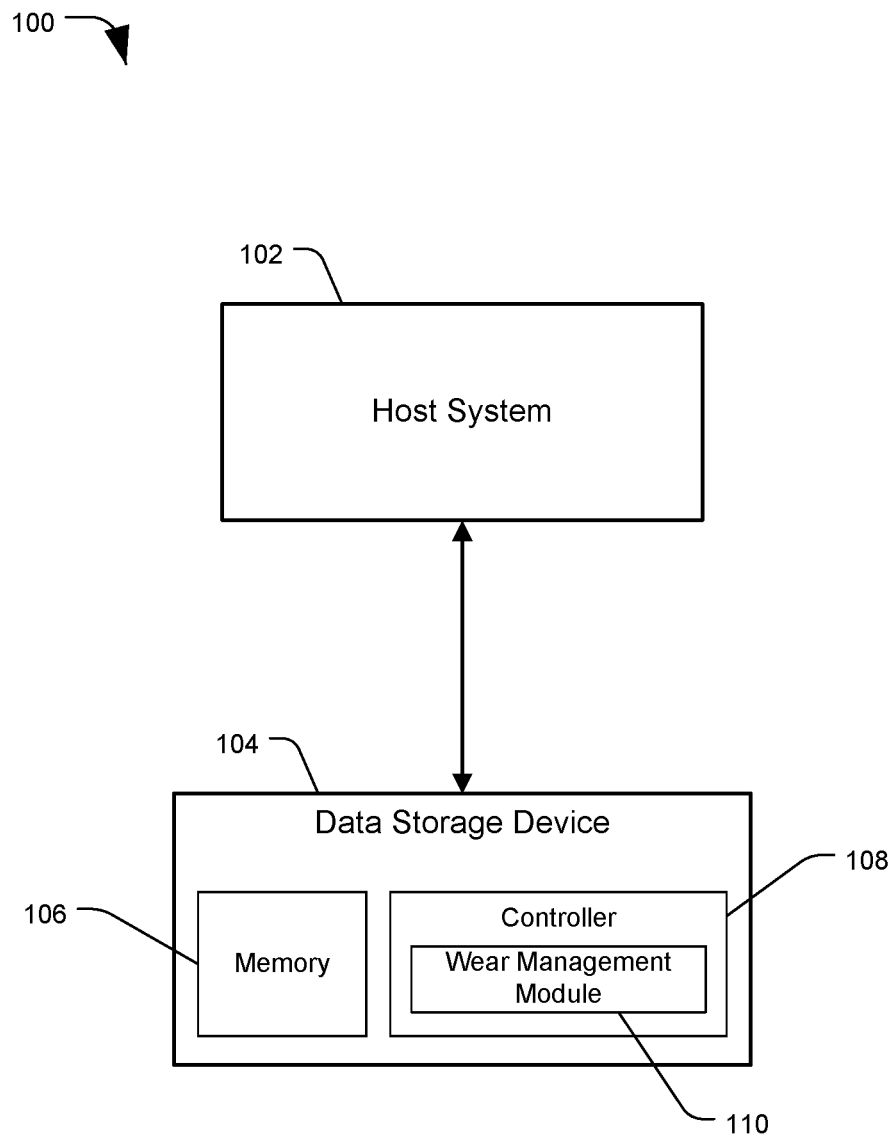 100
102
Host System
104
Data Storage Device
108
106
Controller
Memory
Wear Management
Module
110